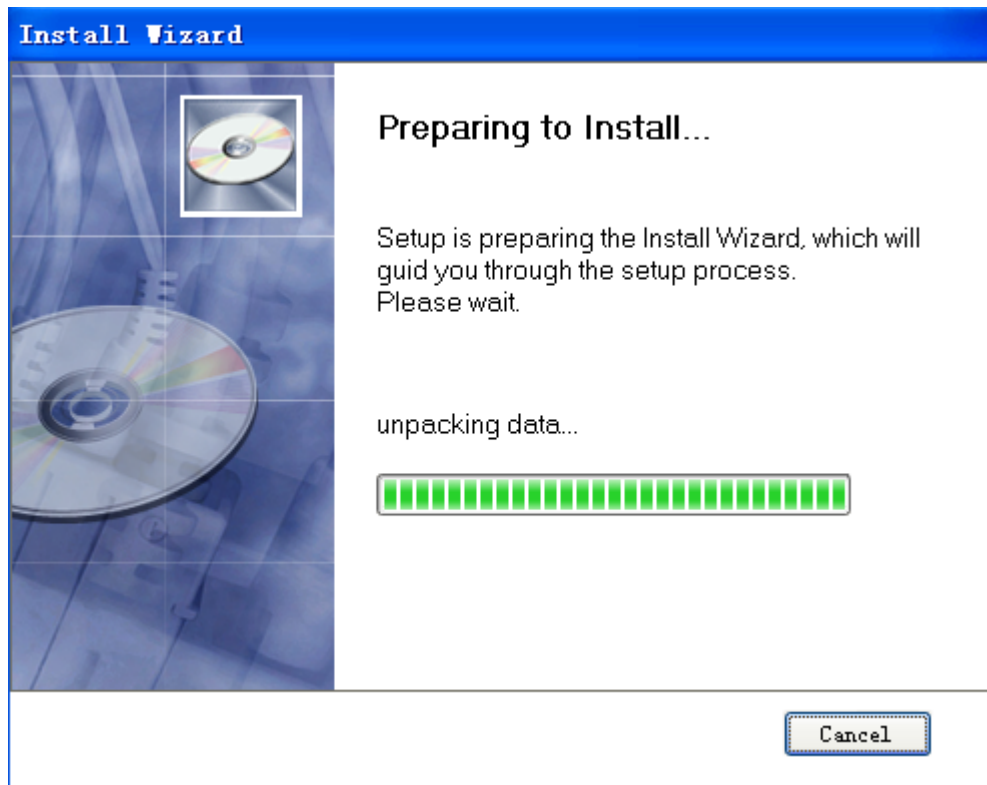 Install Wizard
Preparing to Install...
Setup is preparing the Install Wizard, which will
guid you through the setup process.
Please wait.
unpacking data...
Cancel